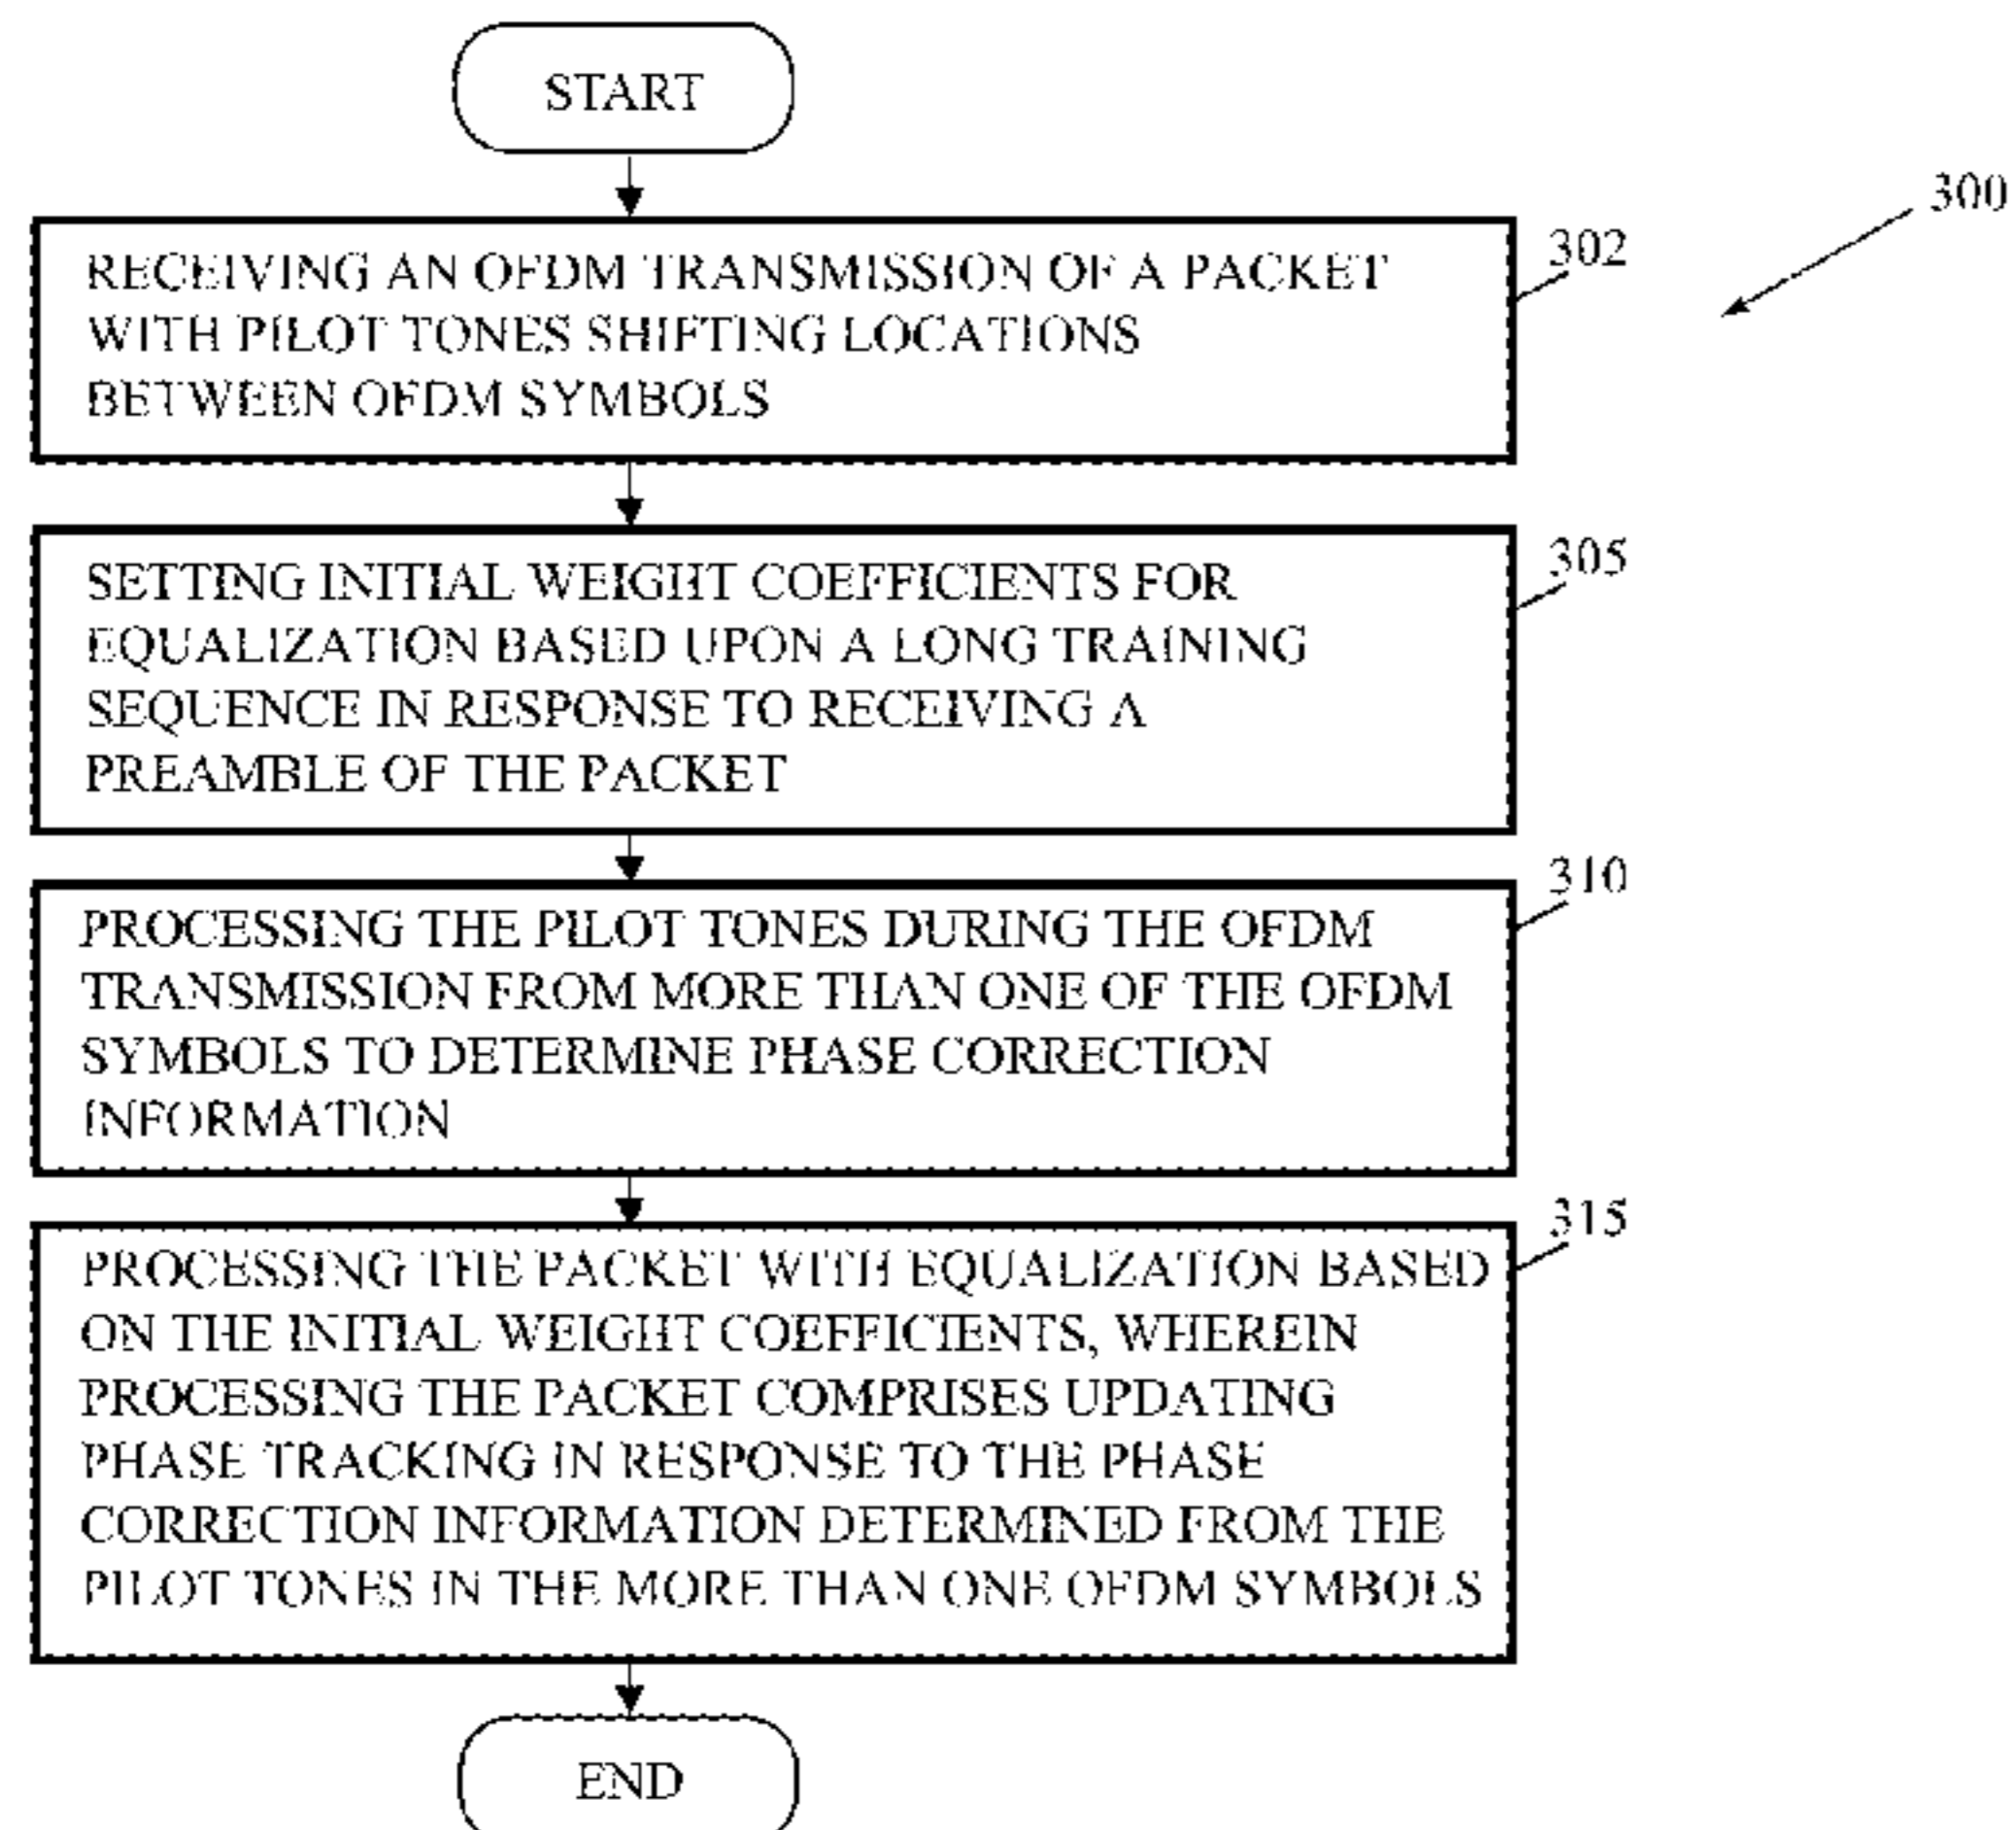 START
300
302
RECEIVING AN OFDM TRANSMISSION OF A PACKET
WITH PILOT TONES SHIFTING LOCATIONS
BETWEEN OFDM SYMBOLS
305
SETTING INITIAL WEIGHT COEFFICIENTS FOR
EQUALIZATION BASED UPON A LONG TRAINING
SEQUENCE IN RESPONSE TO RECEIVING A
PREAMBLE OF THE PACKET
310
PROCESSING THE PILOT TONES DURING THE OFDM
TRANSMISSION FROM MORE THAN ONE OF THE OFDM
SYMBOLS TO DETERMINE PHASE CORRECTION
INFORMATION
315
PROCESSING THE PACKET WITH EQUALIZATION BASED
ON THE INITIAL WEIGHT COEFFICIENTS, WHEREIN
PROCESSING THE PACKET COMPRISES UPDATING
PHASE TRACKING IN RESPONSE TO THE PHASE
CORRECTION INFORMATION DETERMINED FROM THE
PILOT TONES IN THE MORE THAN ONE OFDM SYMBOLS
END